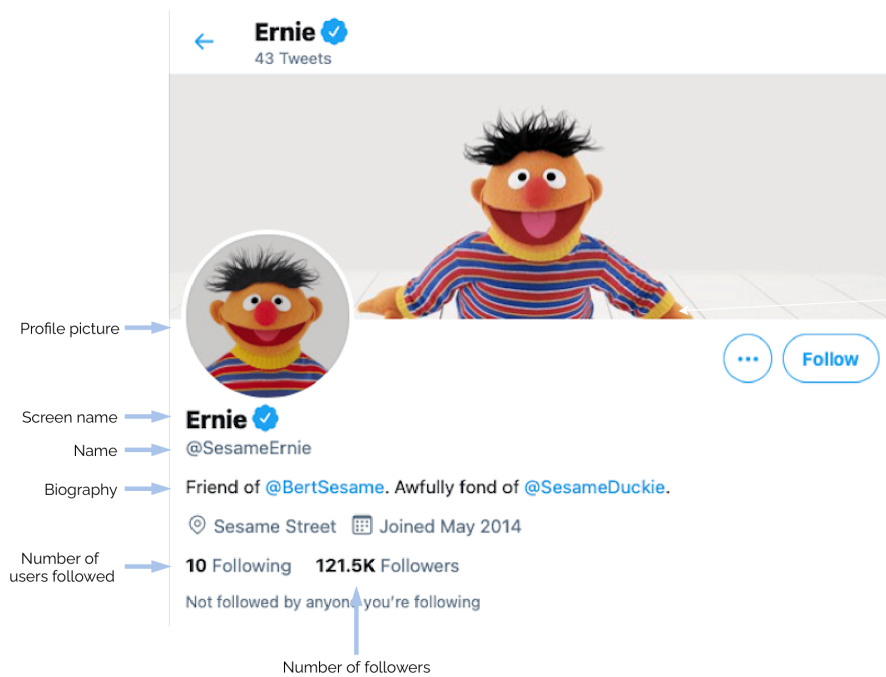 Ernie
43 Tweets
Profile picture
Follow
Screen name
Ernie
Name
@SesameErnie
Biography
Friend of @BertSesame. Awfully fond of @SesameDuckie.
Sesame Street Joined May 2014
Number of
users followed
10 Following 121.5K Followers
Not followed by anyone you're following
Number of followers